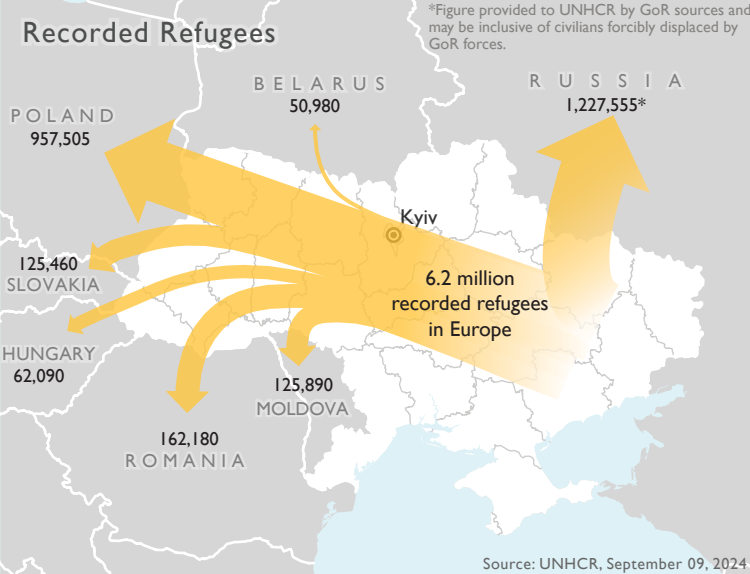 Recorded Refugees
*Figure provided to UNHCR by GoR sources and
may be inclusive of civilians forcibly displaced by
GoR forces.
BELARUS
50,980
RUSSIA
1,227,555*
POLAND
957,505
Kyiv
6.2 million
recorded refugees
in Europe
125,460
SLOVAKIA
HUNGARY
62,090
125,890
MOLDOVA
162,180
ROMANIA
Source: UNHCR, September 09, 2024